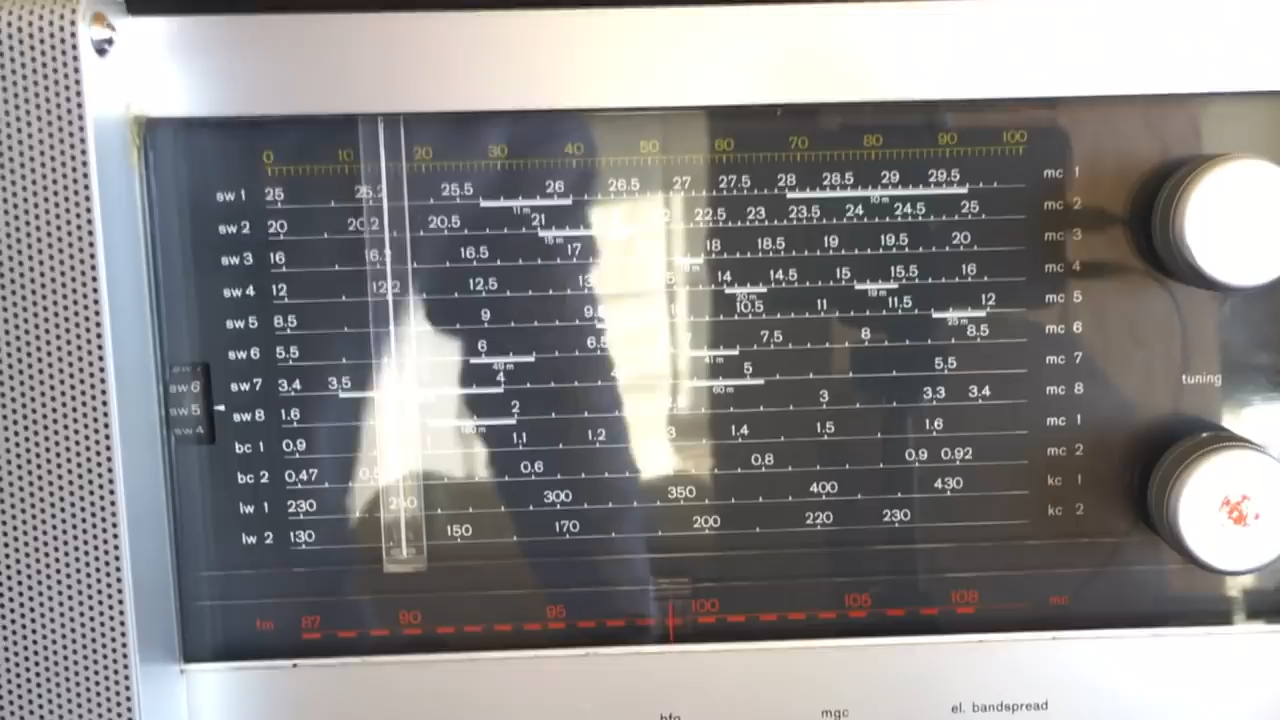 0 10 20 30 40 50 60 70 80 90 100
sw 1 25 25.2 25.5 26 26.5 27 27.5 28 28.5 29 29.5 mc 1
11 m 10 m
sw 2 20 20.2 20.5 21 22.5 23 23.5 24 24.5 25 mc 2
15 m
sw 3 16 16.5 17 18 18.5 19 19.5 20 mc 3
sw 4 12 12.2 12.5 14 14.5 15 15.5 16 mc 4
20 m 19 m
sw 5 8.5 9 10.5 11 11.5 12 mc 5
25 m
sw 6 5.5 6 6.5 7.5 8 8.5 mc 6
49 m 41 m
sw 7 3.4 3.5 4 5 5.5 mc 7
60 m
sw 8 1.6 2 3 3.3 3.4 mc 8
160 m
bc 1 0.9 1.1 1.2 1.4 1.5 1.6 mc 1
bc 2 0.47 0.6 0.8 0.9 0.92 mc 2
lw 1 230 250 300 350 400 430 kc 1
lw 2 130 150 170 200 220 230 kc 2
sw 6
sw 5
sw 4
fm 87 90 95 100 105 108 mc
tuning
bfo mgc el. bandspread